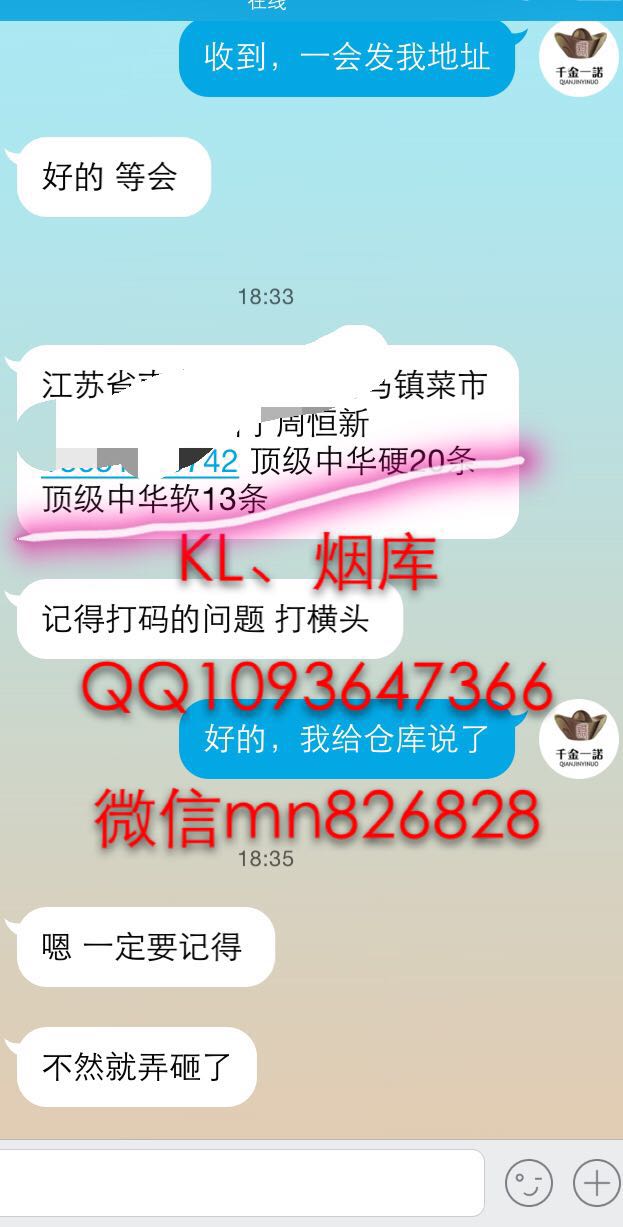 在线
收到，一会发我地址
千金一諾
QIANJINYINUO
好的 等会
18:33
江苏省 镇菜市
周恒新
742 顶级中华硬20条
顶级中华软13条
KL、烟库
记得打码的问题 打横头
QQ1093647366
好的，我给仓库说了
千金一諾
QIANJINYINUO
微信mn826828
18:35
嗯 一定要记得
不然就弄砸了